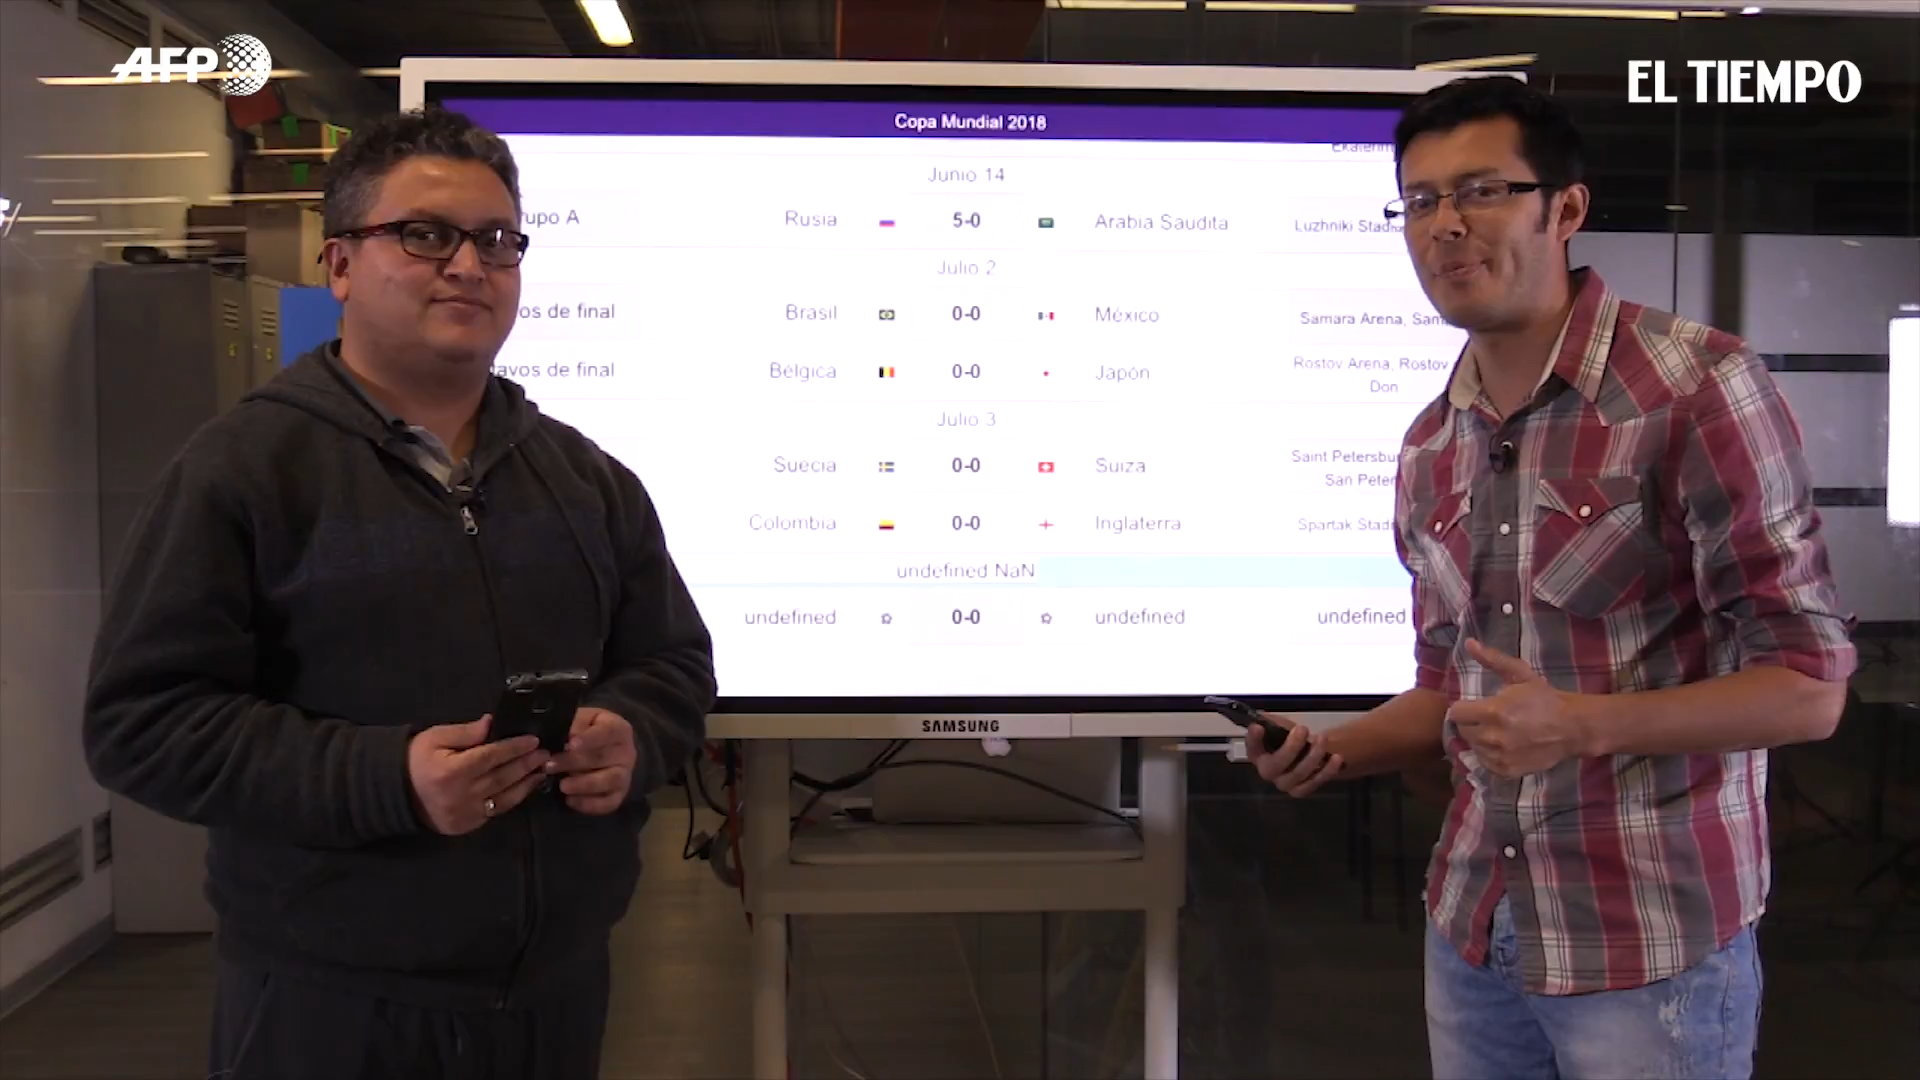 AFP
EL TIEMPO
Copa Mundial 2018
Ekaterin
Junio 14
rupo A Rusia 5-0 Arabia Saudita Luzhniki Stadiu
Julio 2
os de final Brasil 0-0 México Samara Arena, Sam
avos de final Bélgica 0-0 Japón Rostov Arena, Rostov
Don
Julio 3
Suecia 0-0 Suiza Saint Petersbur
San Peter
Colombia 0-0 Inglaterra Spartak Stadi
undefined NaN
undefined 0-0 undefined undefined
SAMSUNG